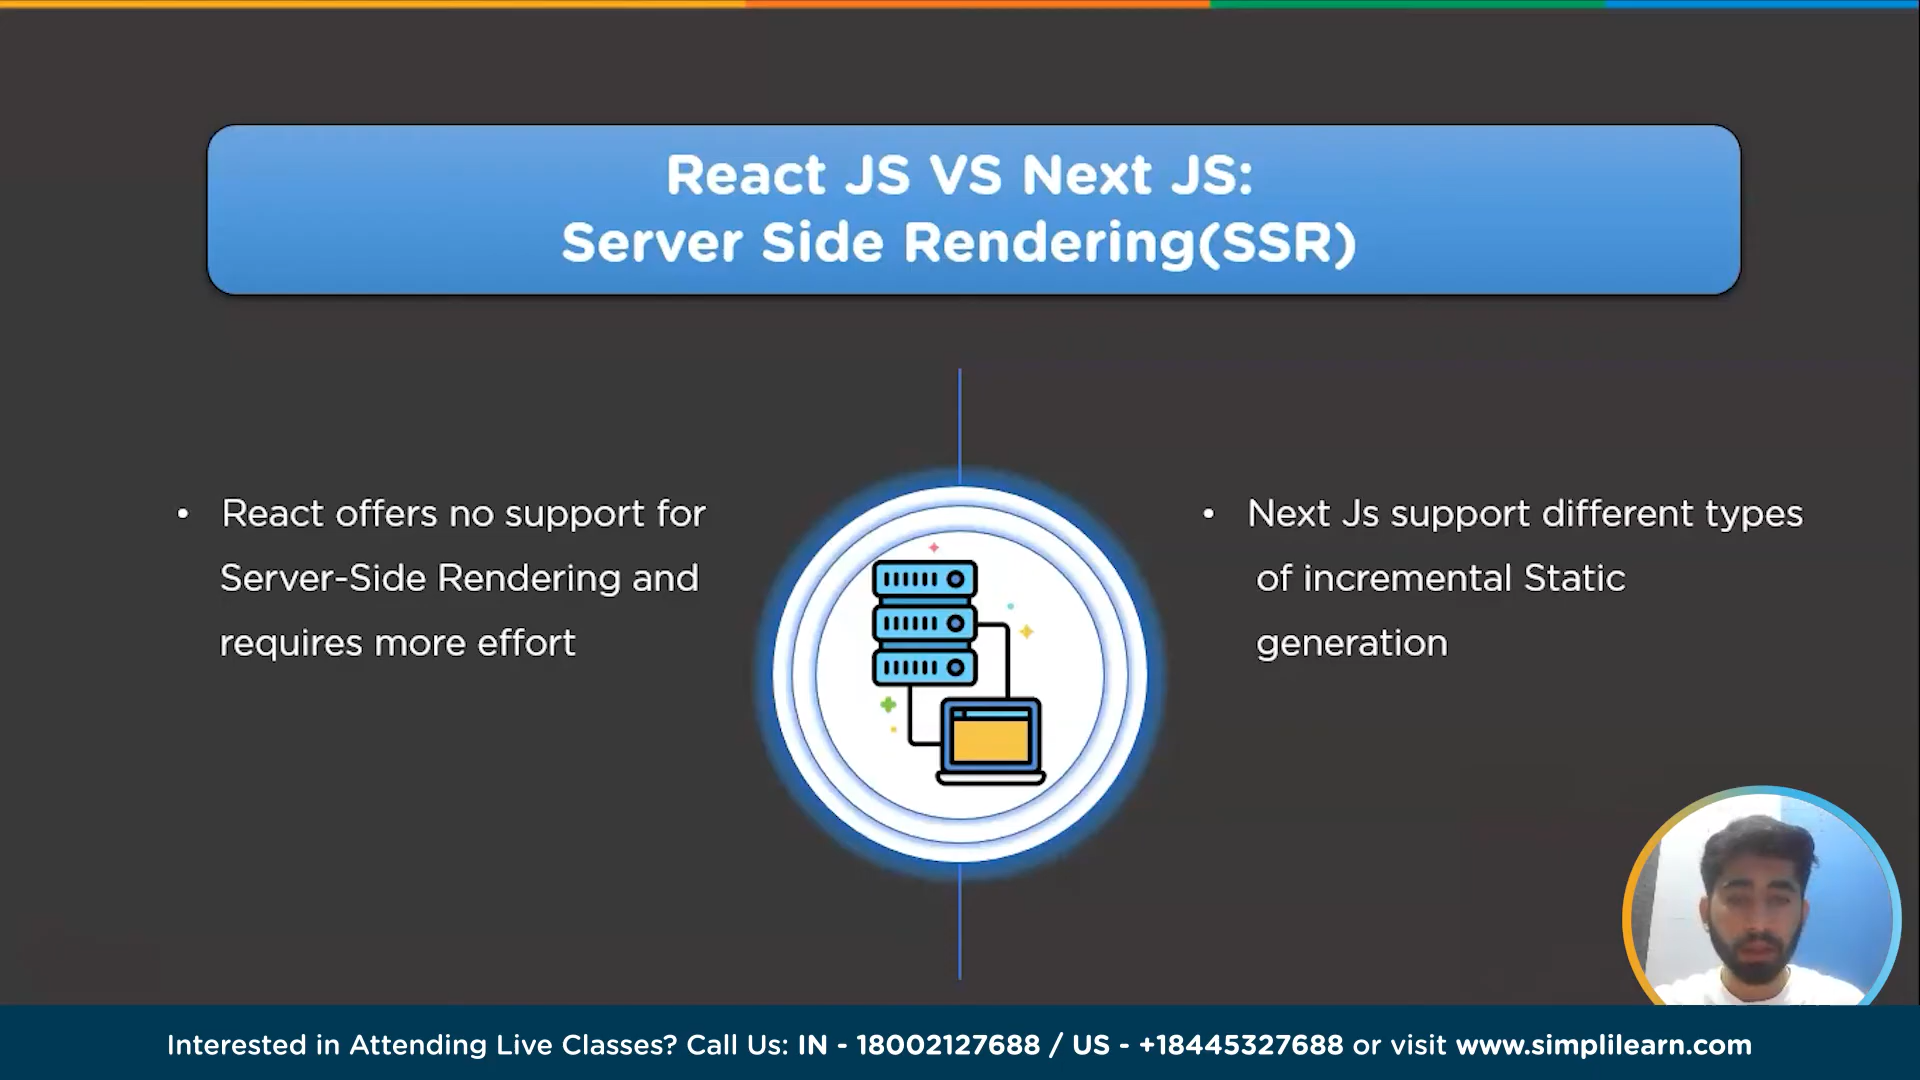 React JS VS Next JS:
Server Side Rendering(SSR)
• React offers no support for
Server-Side Rendering and
requires more effort
• Next Js support different types
of incremental Static
generation
Interested in Attending Live Classes? Call Us: IN - 18002127688 / US - +18445327688 or visit www.simplilearn.com